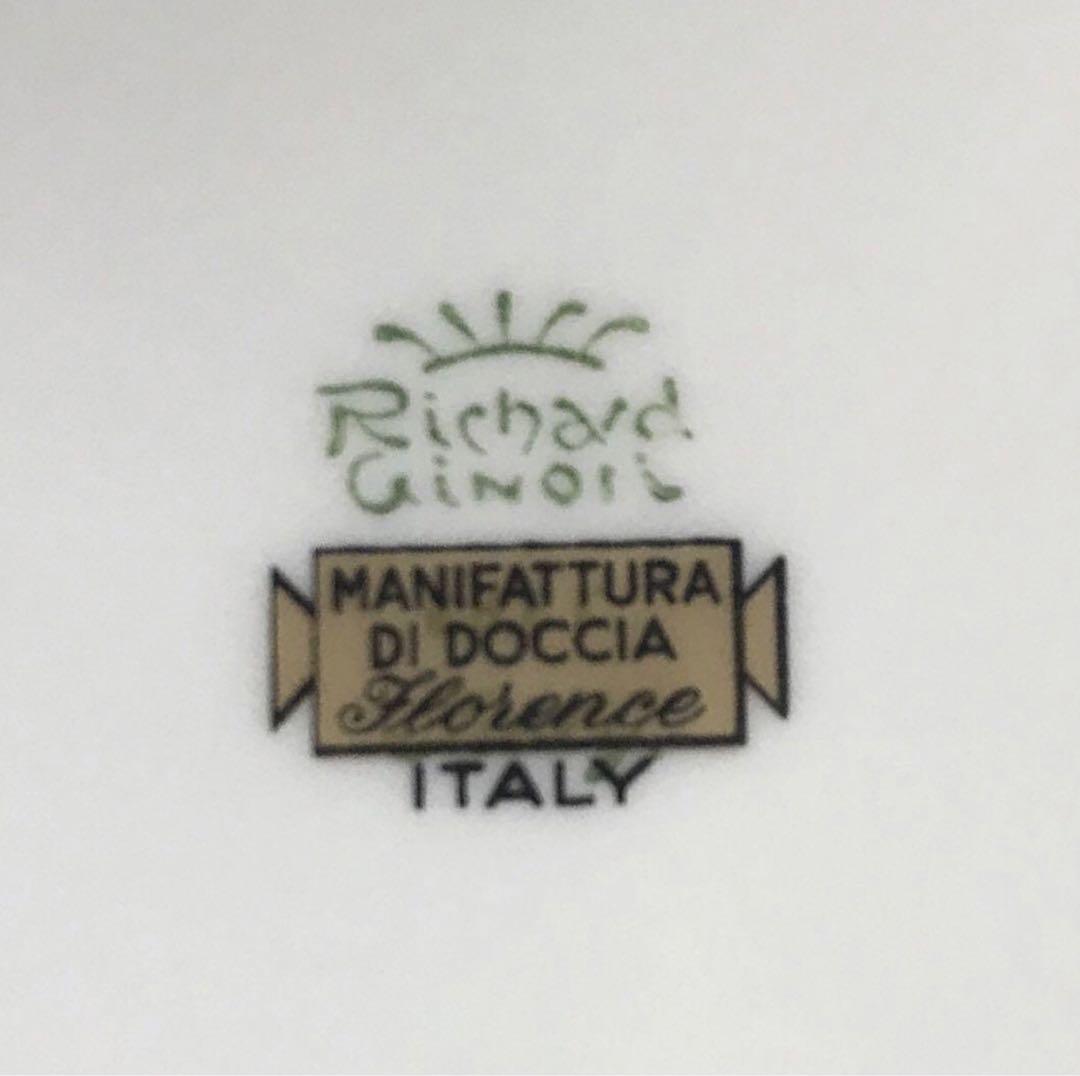 Richard
Ginori
MANIFATTURA
DI DOCCIA
Florence
ITALY